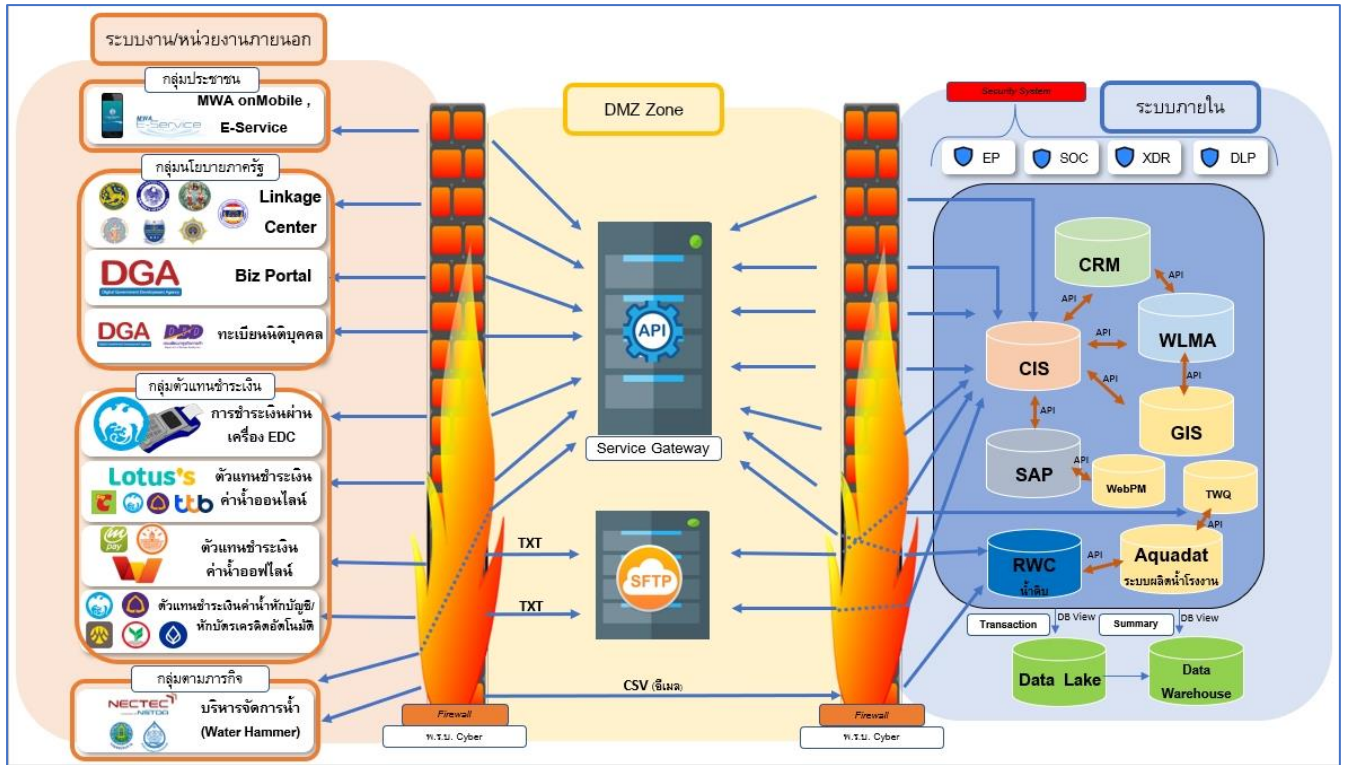 ระบบงาน/หน่วยงานภายนอก
กลุ่มประชาชน
MWA onMobile ,
E-Service
MWA
E-Service
กลุ่มนโยบายภาครัฐ
Linkage
Center
DGA
Digital Government Development Agency
Biz Portal
DGA
DBD
ทะเบียนนิติบุคคล
กลุ่มตัวแทนชำระเงิน
การชำระเงินผ่าน
เครื่อง EDC
Lotus's
ttb
ตัวแทนชำระเงิน
ค่าน้ำออนไลน์
m
pay
ตัวแทนชำระเงิน
ค่าน้ำออฟไลน์
ตัวแทนชำระเงินค่าน้ำหักบัญชี/
หักบัตรเครดิตอัตโนมัติ
กลุ่มตามภารกิจ
NECTEC
NSTDA
บริหารจัดการน้ำ
(Water Hammer)
DMZ Zone
API
Service Gateway
TXT
SFTP
TXT
CSV (อีเมล)
Firewall
พ.ร.บ. Cyber
Firewall
พ.ร.บ. Cyber
Security System
ระบบภายใน
EP
SOC
XDR
DLP
CRM
API
API
WLMA
CIS
API
API
API
GIS
API
SAP
API
WebPM
TWQ
API
RWC
น้ำดิบ
API
Aquadat
ระบบผลิตน้ำโรงงาน
Transaction
DB View
Summary
DB View
Data Lake
Data
Warehouse